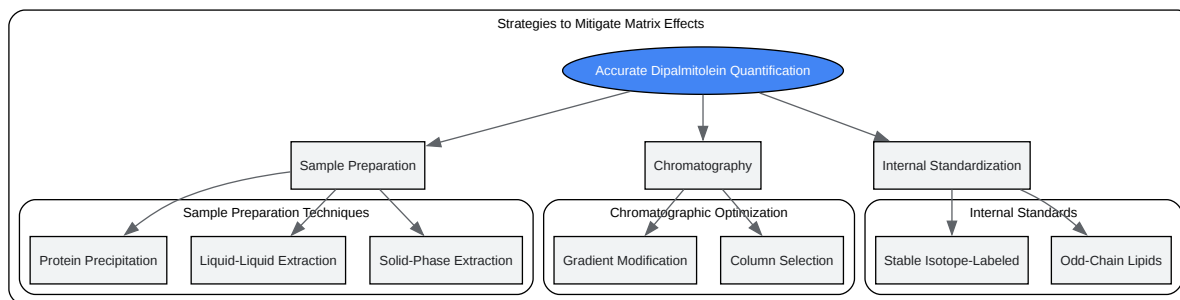 Strategies to Mitigate Matrix Effects
Accurate Dipalmitolein Quantification
Sample Preparation
Chromatography
Internal Standardization
Sample Preparation Techniques
Chromatographic Optimization
Internal Standards
Protein Precipitation
Liquid-Liquid Extraction
Solid-Phase Extraction
Gradient Modification
Column Selection
Stable Isotope-Labeled
Odd-Chain Lipids